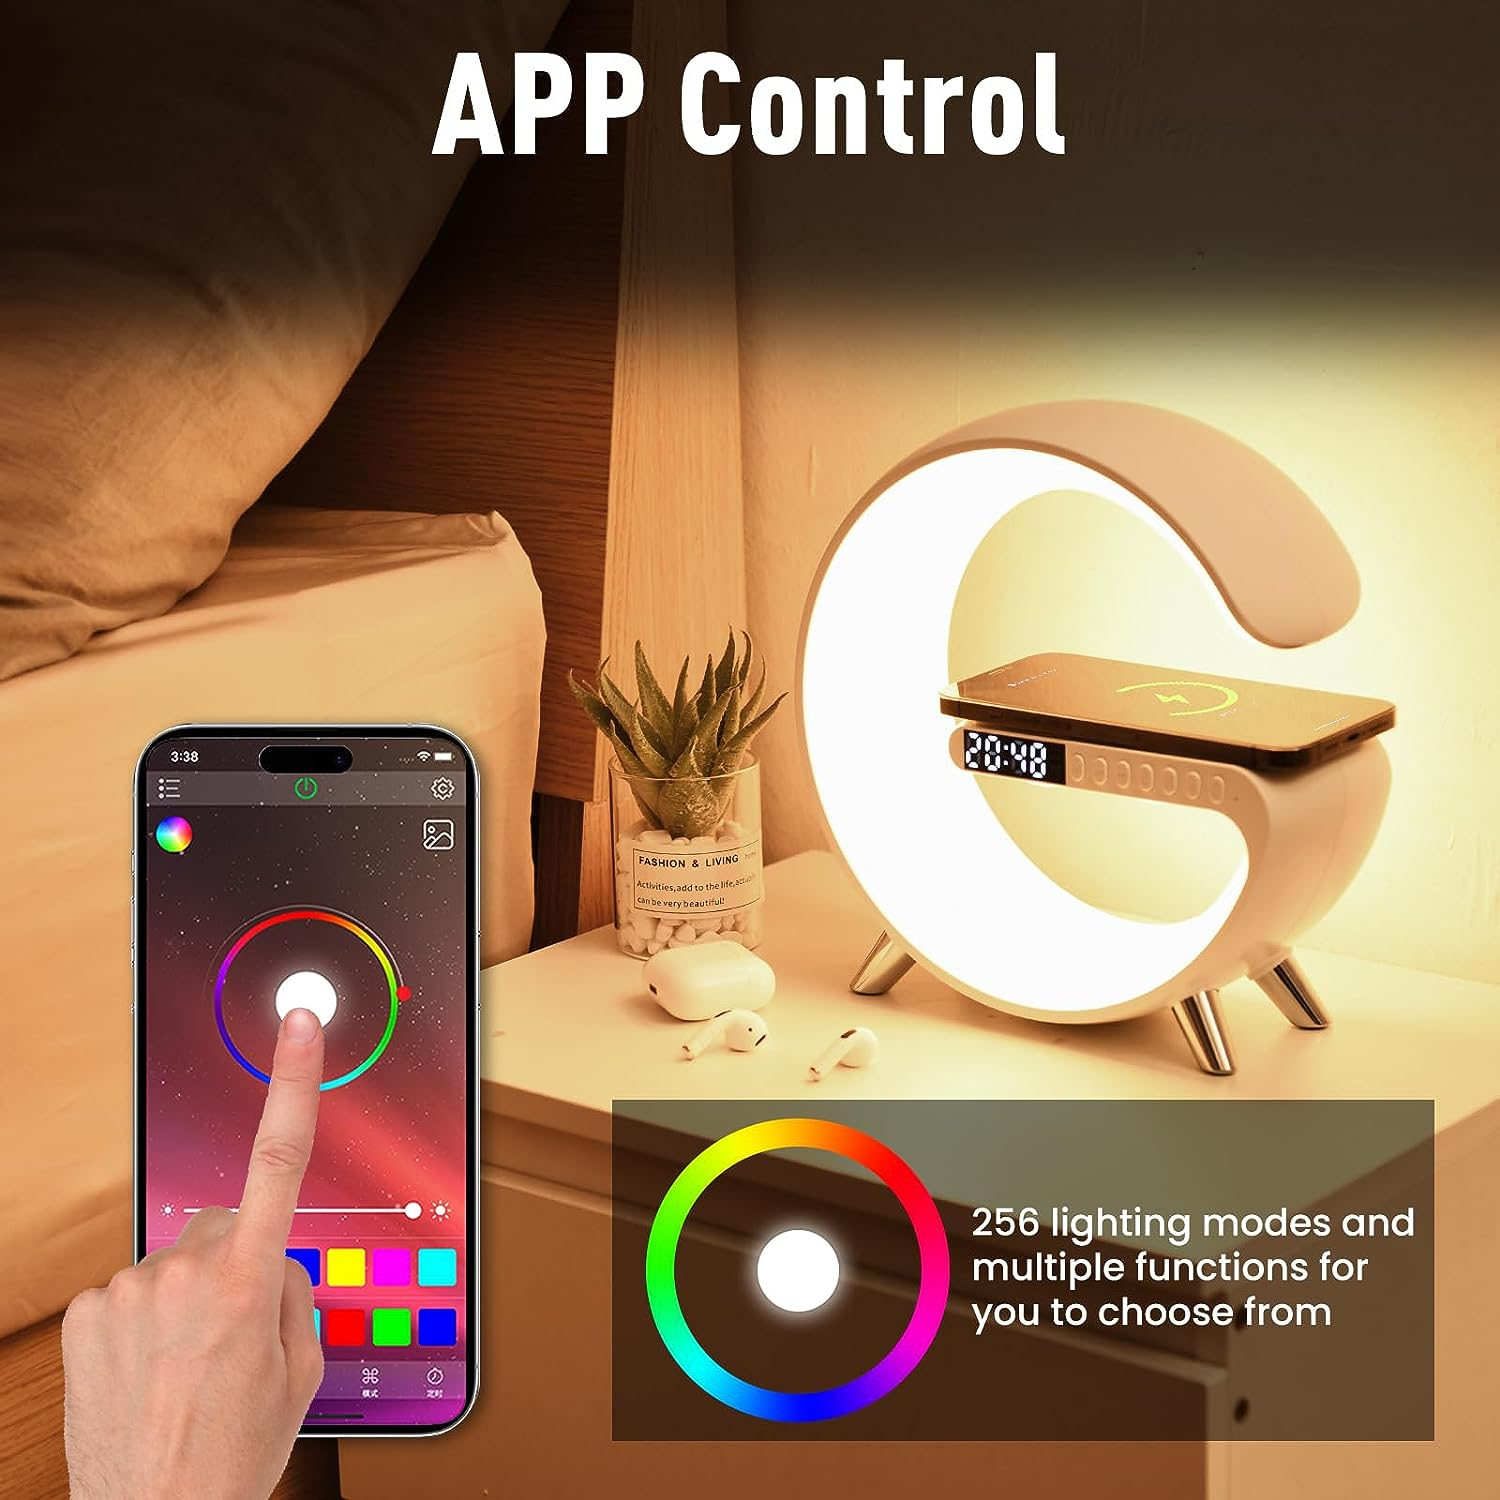 APP Control
3:38
20:48
FASHION & LIVING home
Activities,add to the life,actually
can be very beautiful!
256 lighting modes and
multiple functions for
you to choose from
模式
定时